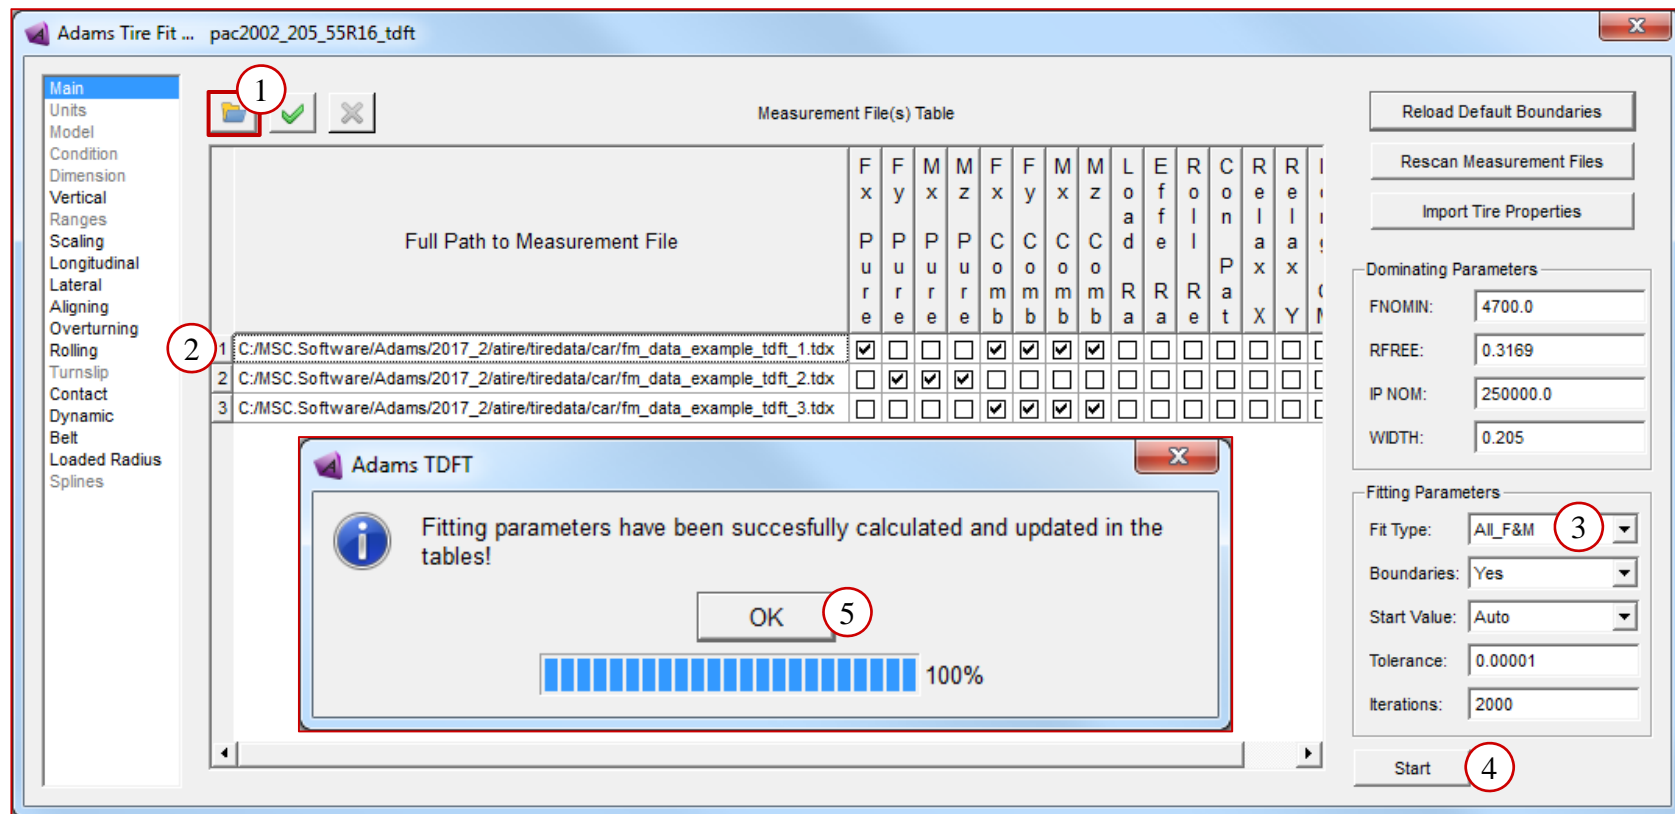 Adams Tire Fit ... pac2002_205_55R16_tdft
x
Main
Units
Model
Condition
Dimension
Vertical
Ranges
Scaling
Longitudinal
Lateral
Aligning
Overturning
Rolling
Turnslip
Contact
Dynamic
Belt
Loaded Radius
Splines
1
Measurement File(s) Table
Full Path to Measurement File
Fx Pure
Fy Pure
Mx Pure
Mz Pure
Fx Comb
Fy Comb
Mx Comb
Mz Comb
Load Ra
Effe Ra
Roll Re
Con Pat
Relax X
Relax Y
2
1 C:/MSC.Software/Adams/2017_2/atire/tiredata/car/fm_data_example_tdft_1.tdx
2 C:/MSC.Software/Adams/2017_2/atire/tiredata/car/fm_data_example_tdft_2.tdx
3 C:/MSC.Software/Adams/2017_2/atire/tiredata/car/fm_data_example_tdft_3.tdx
Adams TDFT
x
Fitting parameters have been succesfully calculated and updated in the
tables!
OK 5
100%
Reload Default Boundaries
Rescan Measurement Files
Import Tire Properties
Dominating Parameters
FNOMIN: 4700.0
RFREE: 0.3169
IP NOM: 250000.0
WIDTH: 0.205
Fitting Parameters
Fit Type: All_F&M 3
Boundaries: Yes
Start Value: Auto
Tolerance: 0.00001
Iterations: 2000
Start 4